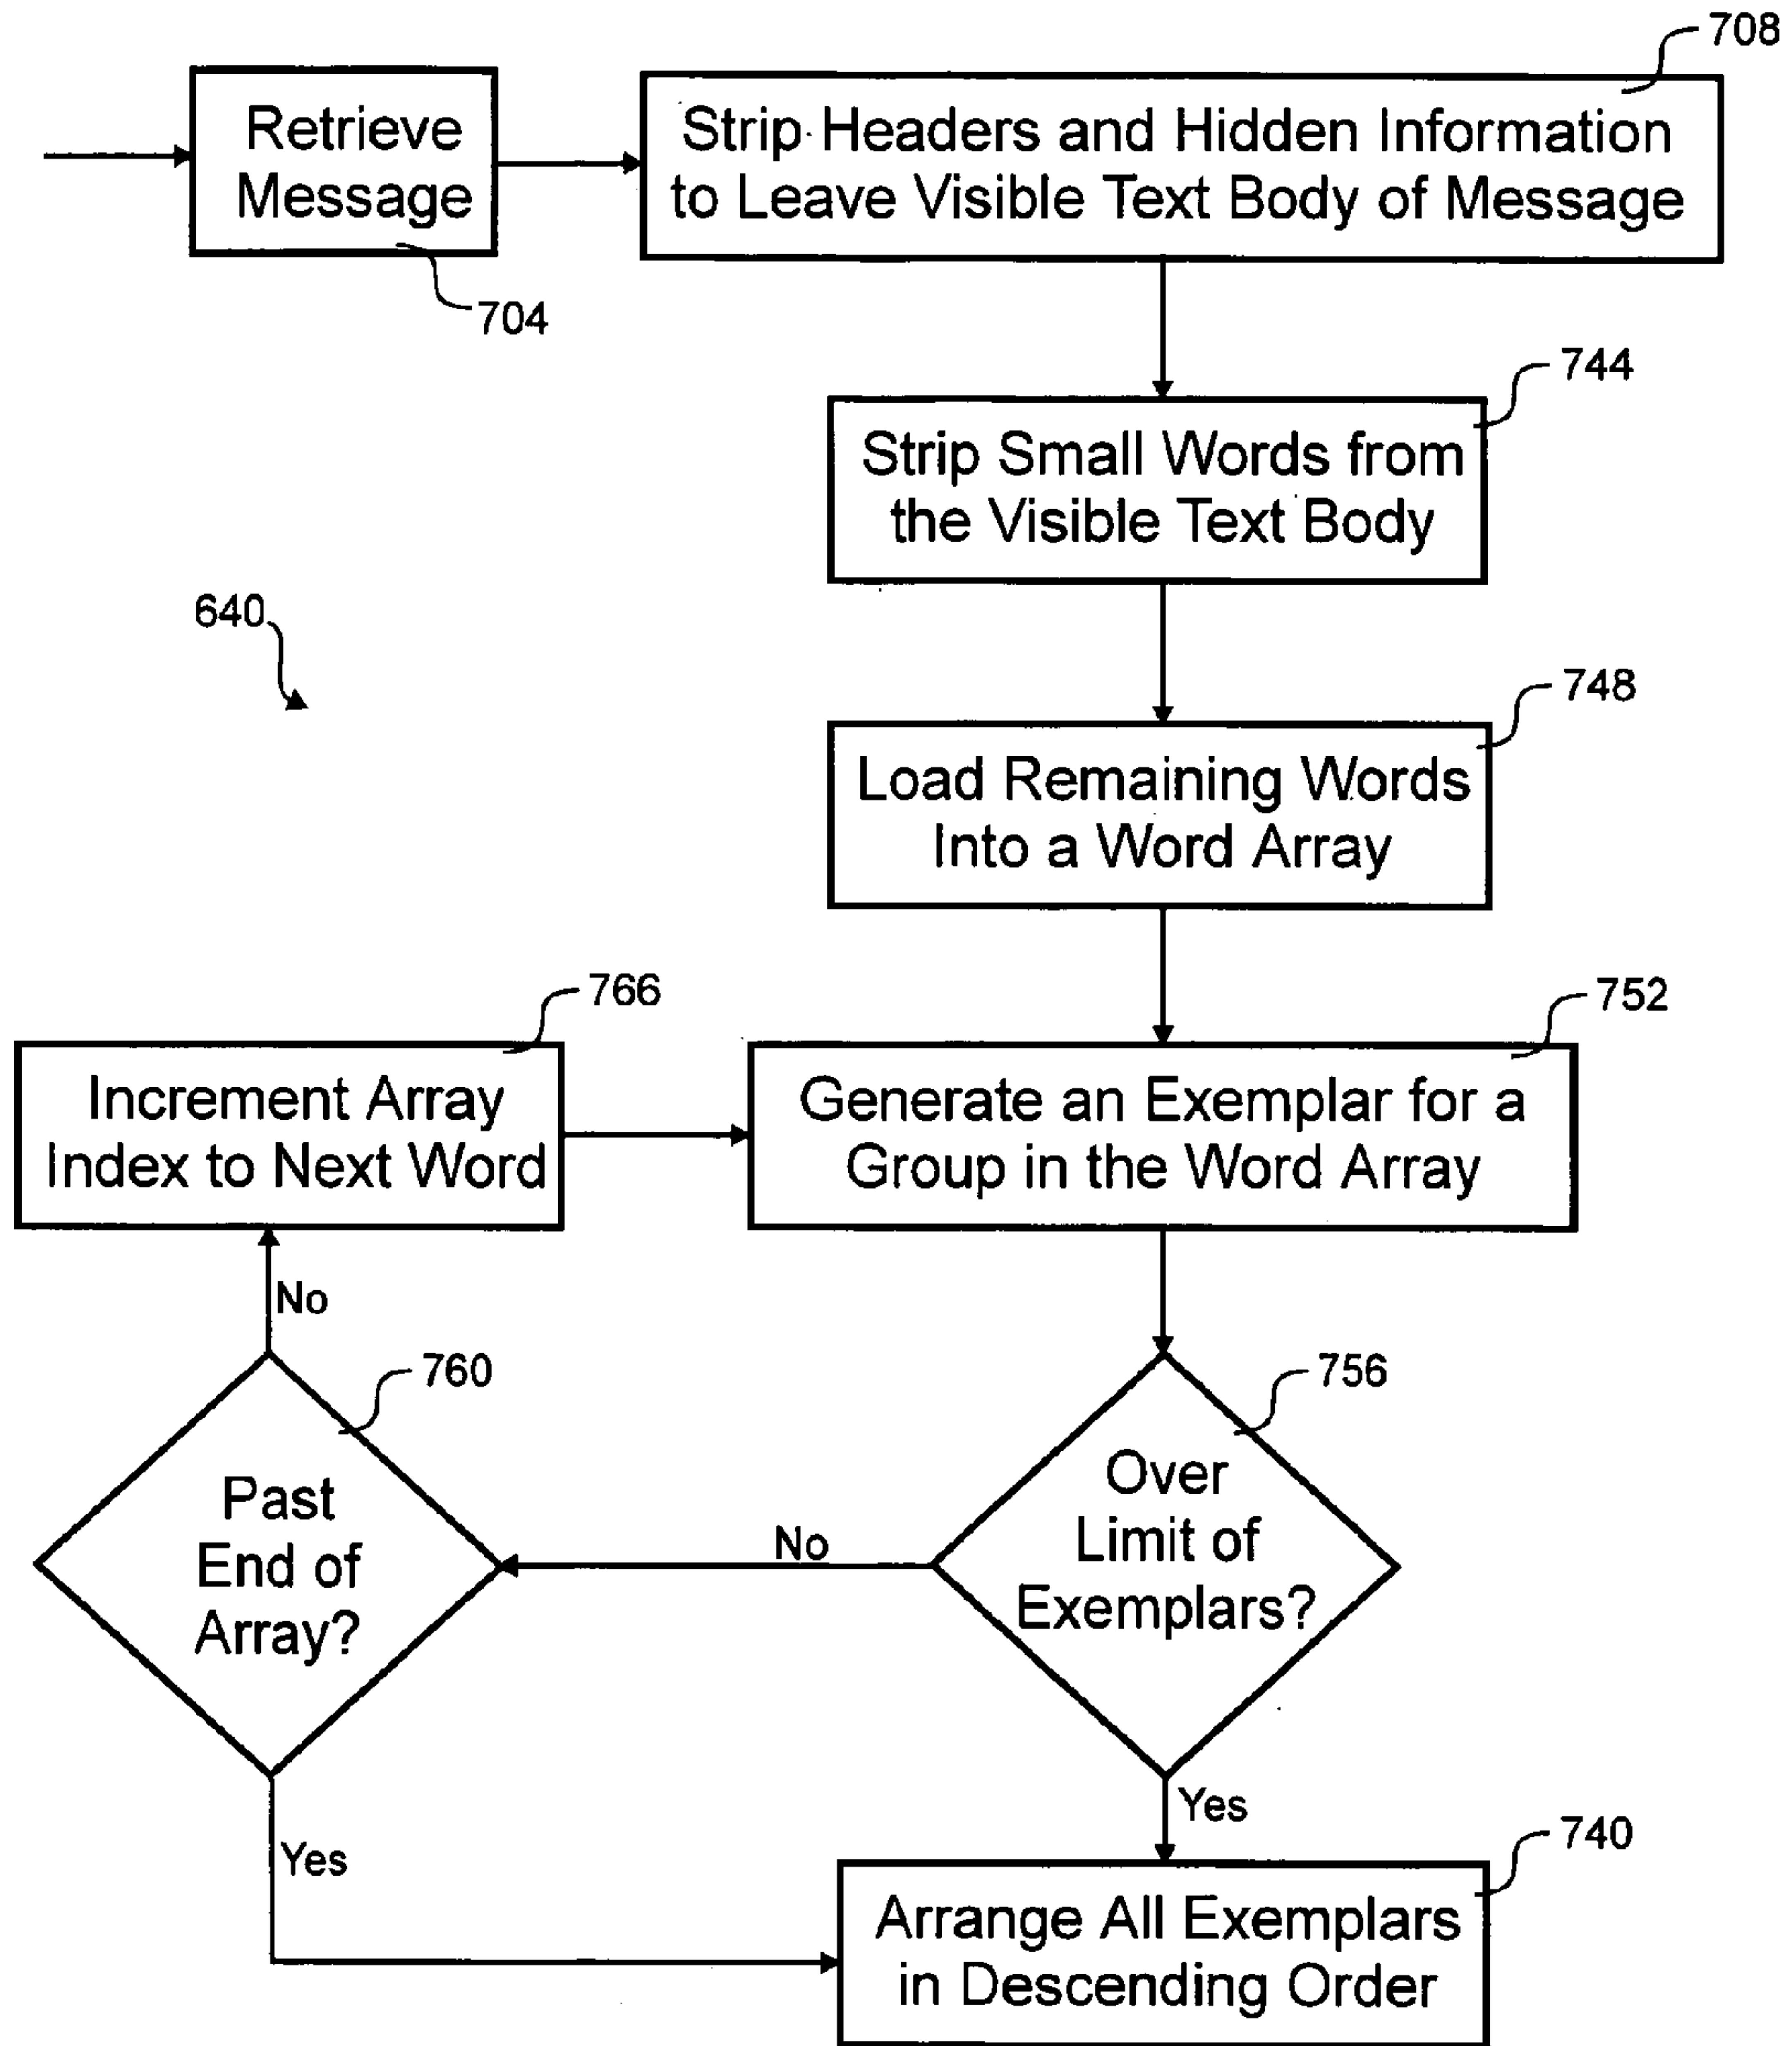 708
Retrieve
Message
Strip Headers and Hidden Information
to Leave Visible Text Body of Message
704
744
Strip Small Words from
the Visible Text Body
640
748
Load Remaining Words
Into a Word Array
766
752
Increment Array
Index to Next Word
Generate an Exemplar for a
Group in the Word Array
No
760
756
Past
End of
Array?
No
Over
Limit of
Exemplars?
Yes
Yes
740
Arrange All Exemplars
in Descending Order